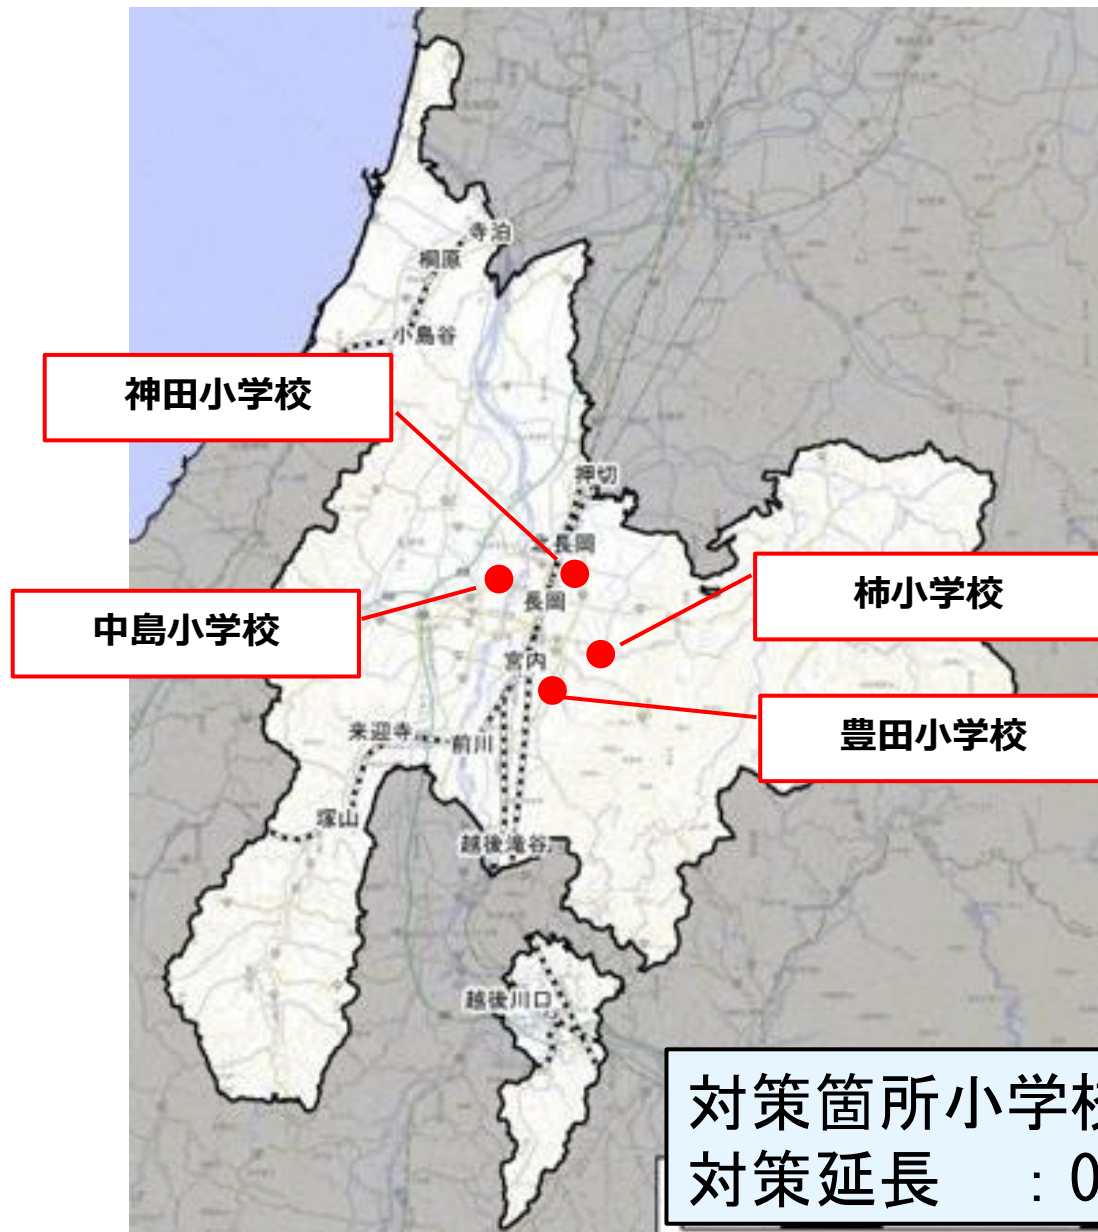 寺泊
桐原
小島谷
神田小学校
押切
北長岡
長岡
柿小学校
中島小学校
宮内
豊田小学校
来迎寺
前川
塚山
越後滝谷
越後川口
対策箇所小学校
対策延長 :0